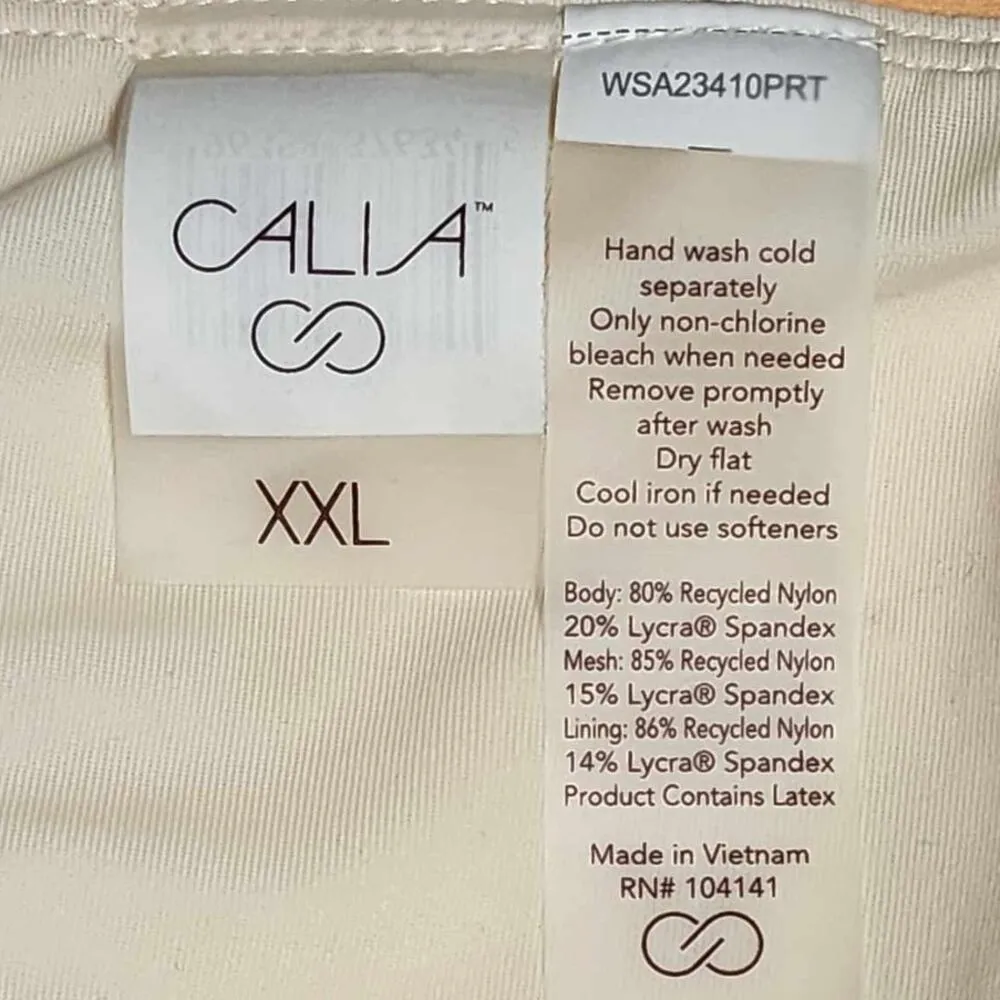 CALIA™
XXL
WSA23410PRT
Hand wash cold
separately
Only non-chlorine
bleach when needed
Remove promptly
after wash
Dry flat
Cool iron if needed
Do not use softeners
Body: 80% Recycled Nylon
20% Lycra® Spandex
Mesh: 85% Recycled Nylon
15% Lycra® Spandex
Lining: 86% Recycled Nylon
14% Lycra® Spandex
Product Contains Latex
Made in Vietnam
RN# 104141